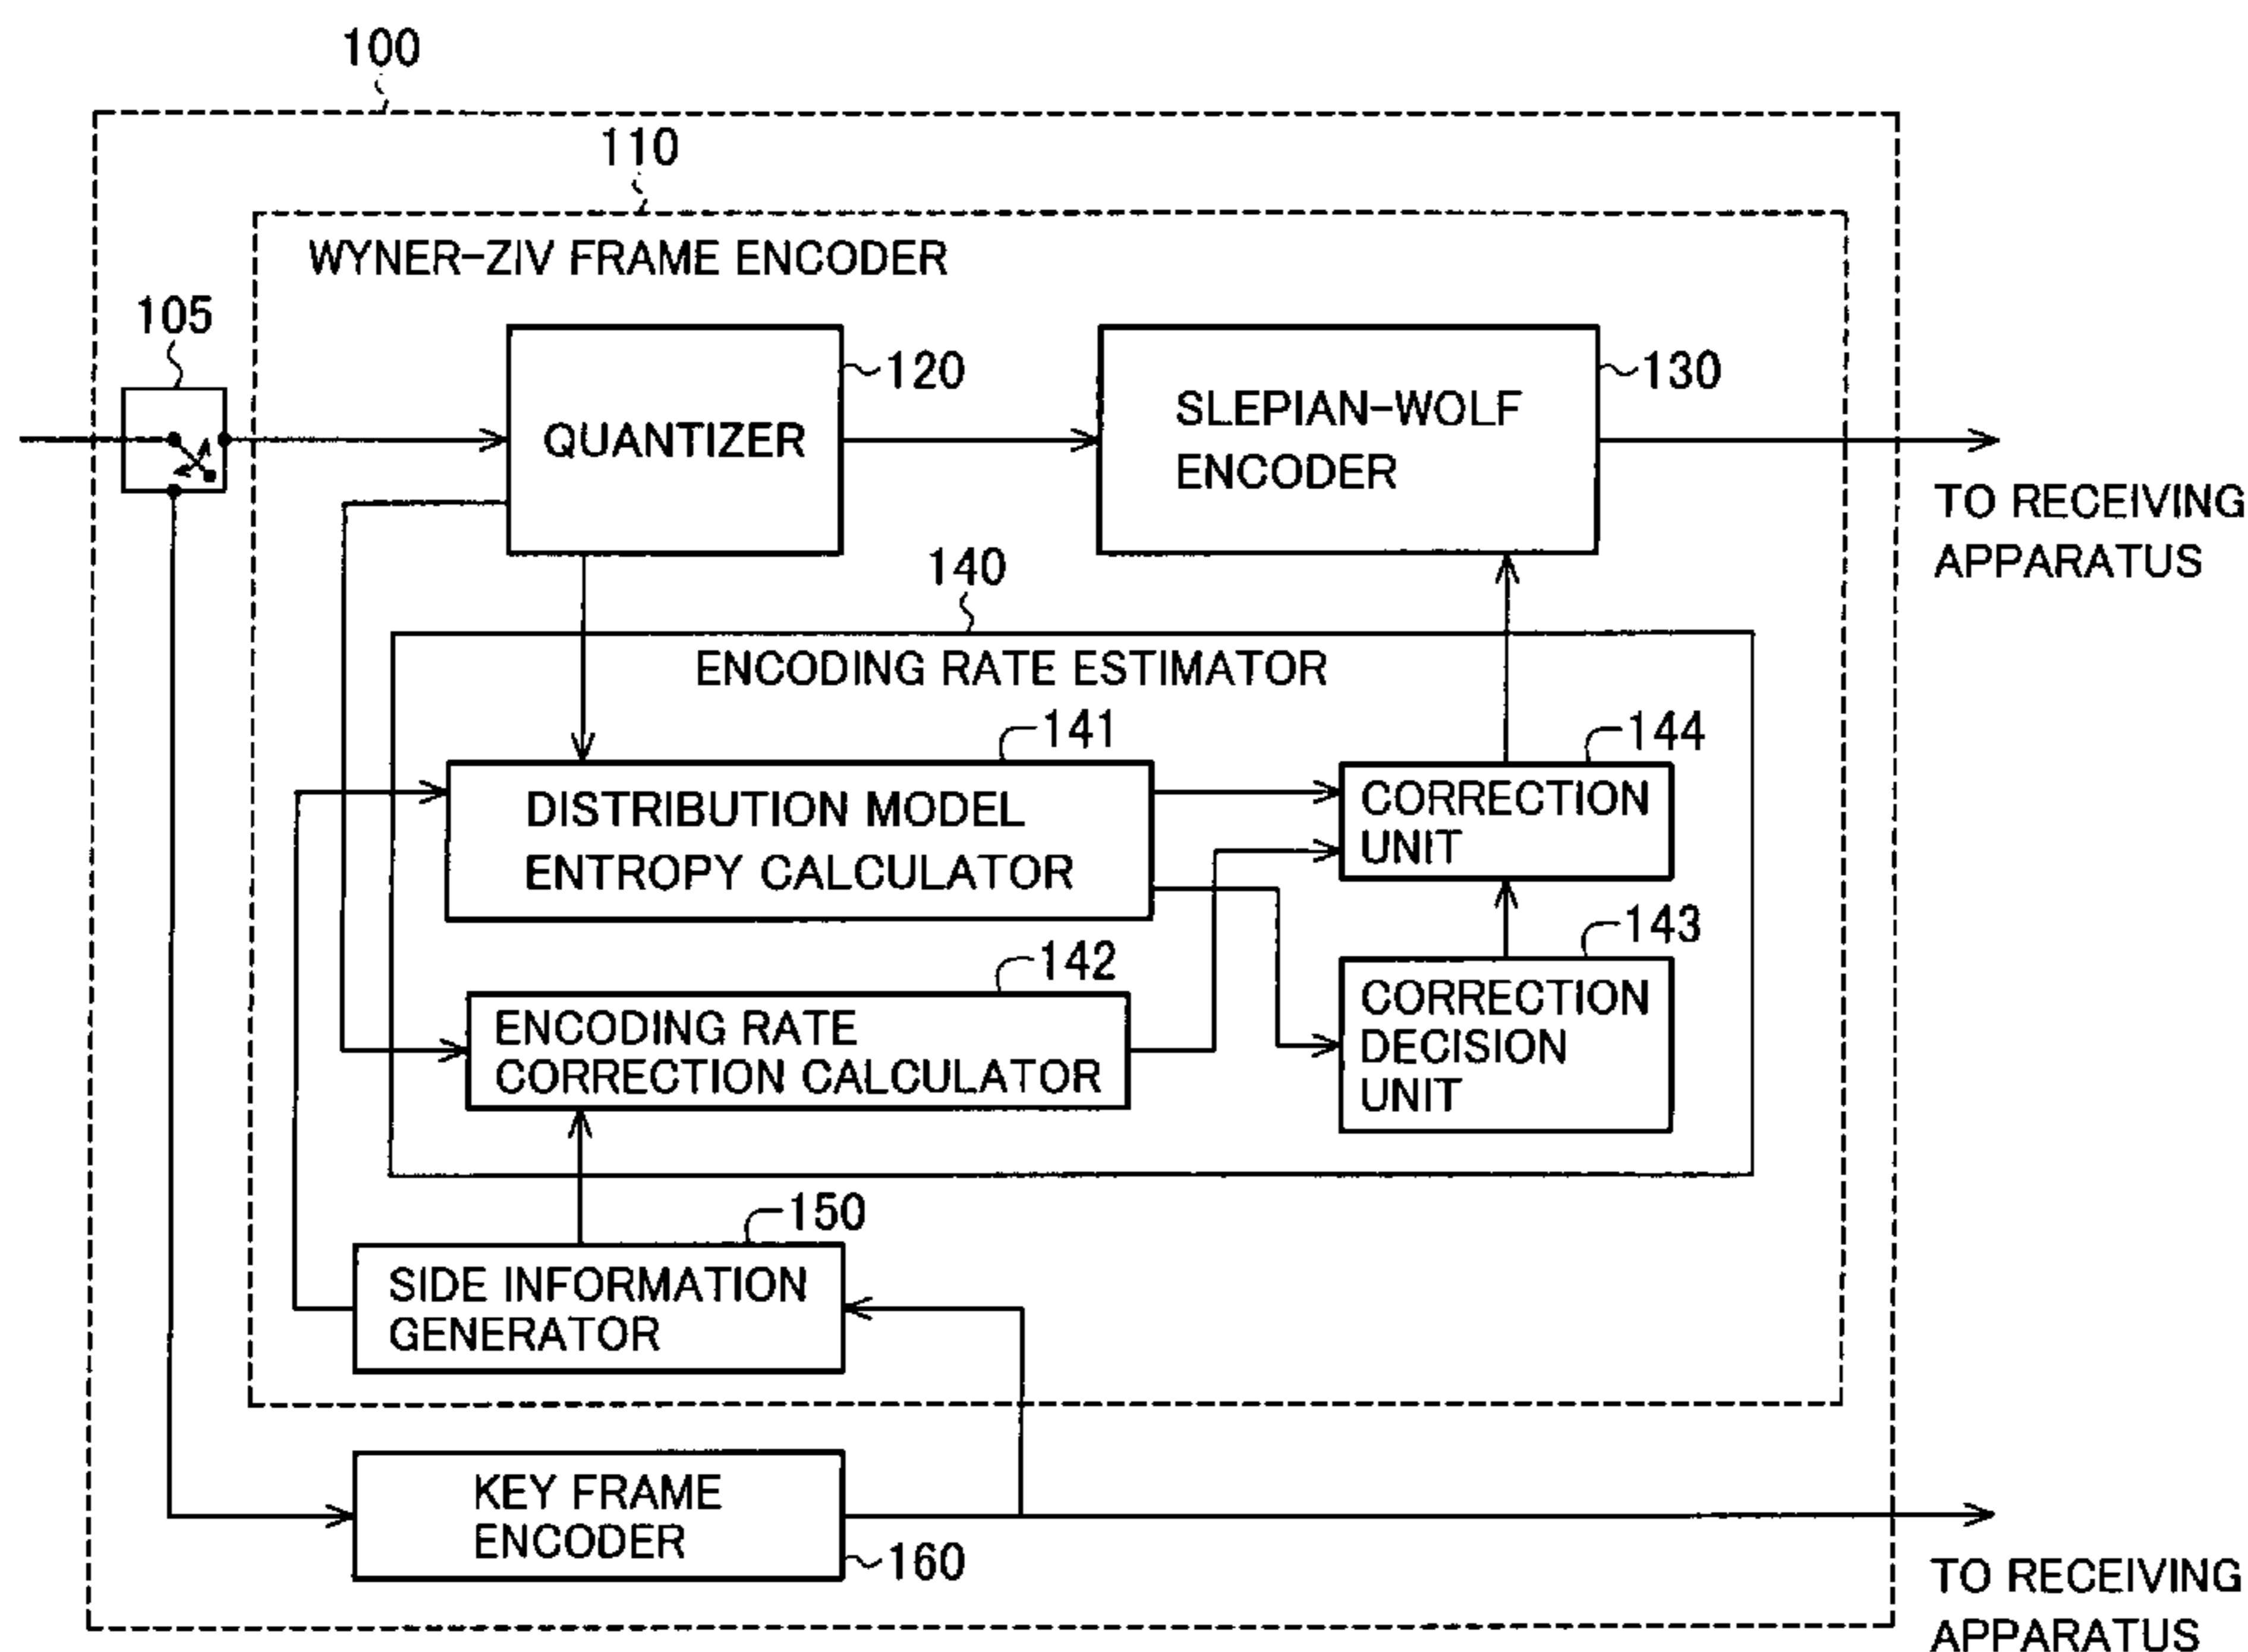 100
110
WYNER-ZIV FRAME ENCODER
105
QUANTIZER
120
SLEPIAN-WOLF
ENCODER
130
TO RECEIVING
APPARATUS
140
ENCODING RATE ESTIMATOR
141
DISTRIBUTION MODEL
ENTROPY CALCULATOR
144
CORRECTION
UNIT
142
ENCODING RATE
CORRECTION CALCULATOR
143
CORRECTION
DECISION
UNIT
150
SIDE INFORMATION
GENERATOR
KEY FRAME
ENCODER
160
TO RECEIVING
APPARATUS